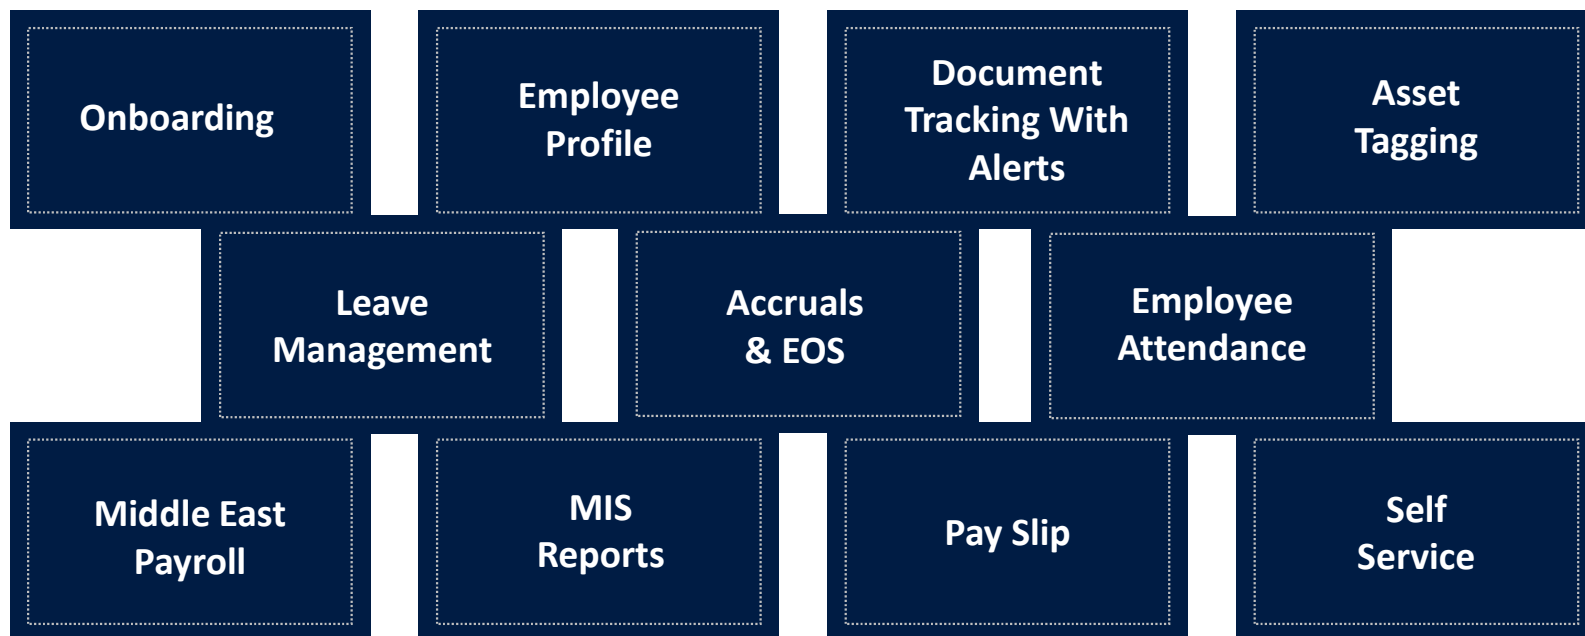 Onboarding
Employee
Profile
Document
Tracking With
Alerts
Asset
Tagging
Leave
Management
Accruals
& EOS
Employee
Attendance
Middle East
Payroll
MIS
Reports
Pay Slip
Self
Service